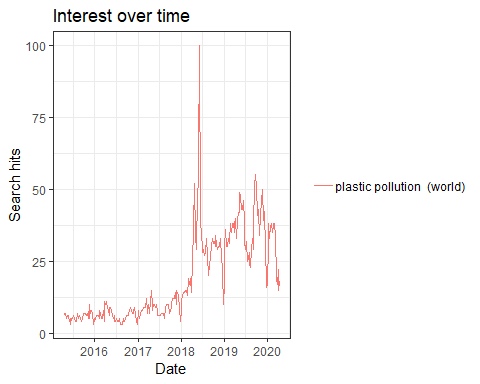 Interest over time
100
75
50
25
0
Search hits
2016 2017 2018 2019 2020
Date
plastic pollution (world)